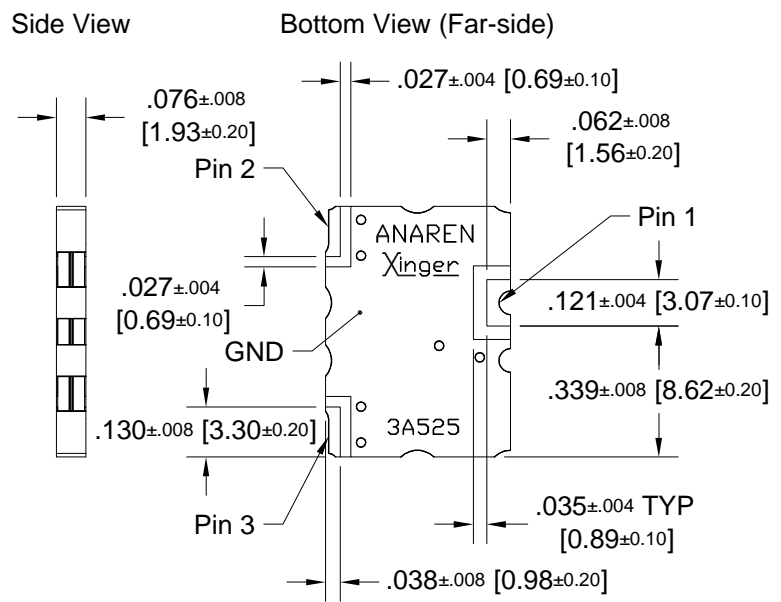 Side View
Bottom View (Far-side)
.027±.004 [0.69±0.10]
.076±.008
[1.93±0.20]
.062±.008
[1.56±0.20]
Pin 2
Pin 1
ANAREN
Xinger
.027±.004
[0.69±0.10]
.121±.004 [3.07±0.10]
GND
.339±.008 [8.62±0.20]
.130±.008 [3.30±0.20]
3A525
.035±.004 TYP
[0.89±0.10]
Pin 3
.038±.008 [0.98±0.20]